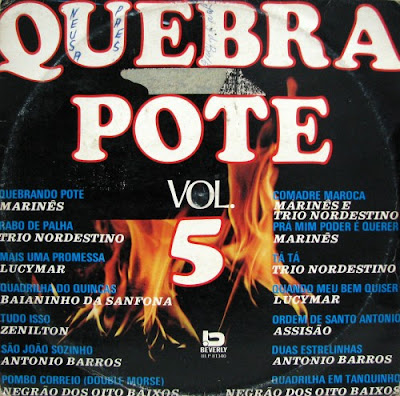 NEUSA
PAES
QUEBRA
POTE
VOL.
5
QUEBRANDO POTE
MARINÊS
RABO DE PALHA
TRIO NORDESTINO
MAIS UMA PROMESSA
LUCYMAR
QUADRILHA DO QUINÇAS
BAIANINHO DA SANFONA
TUDO ISSO
ZENILTON
SÃO JOÃO SOZINHO
ANTONIO BARROS
POMBO CORREIO (DOUBLE MORSE)
NEGRÃO DOS OITO BAIXOS
COMADRE MAROCA
MARINÊS E
TRIO NORDESTINO
PRÁ MIM PODER É QUERER
MARINÊS
TÁ TÁ
TRIO NORDESTINO
QUANDO MEU BEM QUISER
LUCYMAR
ORDEM DE SANTO ANTONIO
ASSISÃO
DUAS ESTRELINHAS
ANTONIO BARROS
QUADRILHA EM TANQUINHO
NEGRÃO DOS OITO BAIXOS
BEVERLY